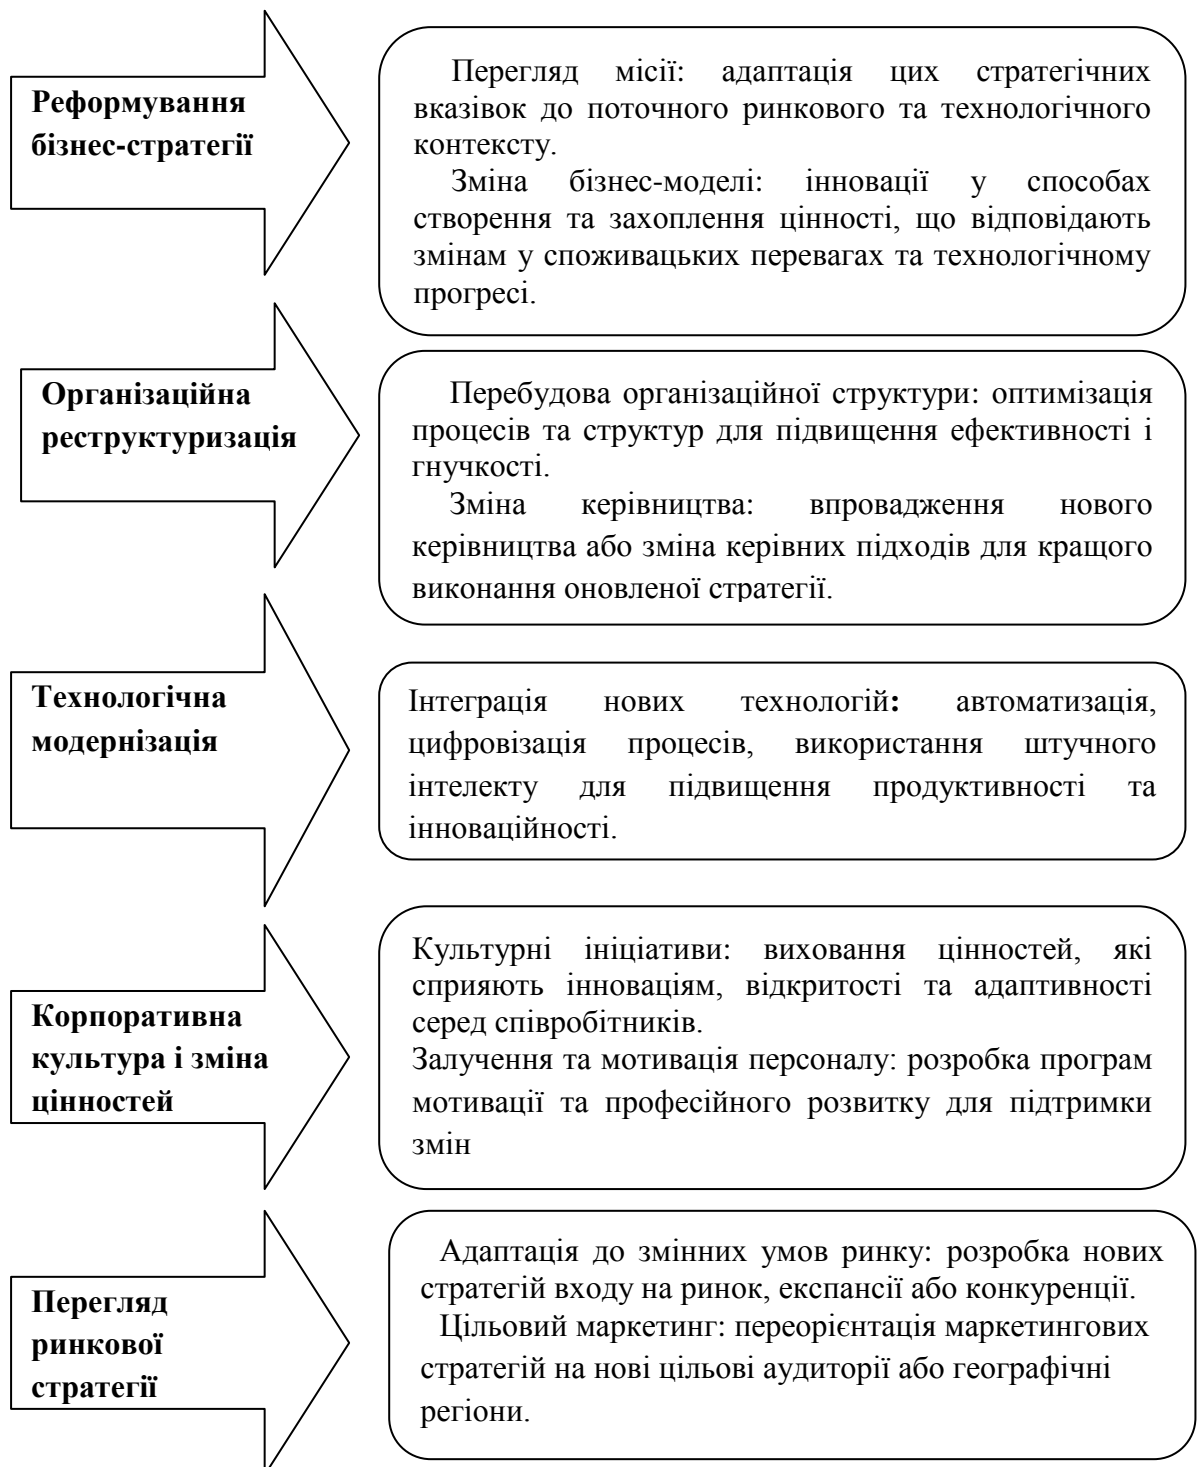 Реформування
бізнес-стратегії
Перегляд місії: адаптація цих стратегічних
вказівок до поточного ринкового та технологічного
контексту.
Зміна бізнес-моделі: інновації у способах
створення та захоплення цінності, що відповідають
змінам у споживацьких перевагах та технологічному
прогресі.
Організаційна
реструктуризація
Перебудова організаційної структури: оптимізація
процесів та структур для підвищення ефективності і
гнучкості.
Зміна керівництва: впровадження нового
керівництва або зміна керівних підходів для кращого
виконання оновленої стратегії.
Технологічна
модернізація
Інтеграція нових технологій: автоматизація,
цифровізація процесів, використання штучного
інтелекту для підвищення продуктивності та
інноваційності.
Корпоративна
культура і зміна
цінностей
Культурні ініціативи: виховання цінностей, які
сприяють інноваціям, відкритості та адаптивності
серед співробітників.
Залучення та мотивація персоналу: розробка програм
мотивації та професійного розвитку для підтримки
змін
Перегляд
ринкової
стратегії
Адаптація до змінних умов ринку: розробка нових
стратегій входу на ринок, експансії або конкуренції.
Цільовий маркетинг: переорієнтація маркетингових
стратегій на нові цільові аудиторії або географічні
регіони.